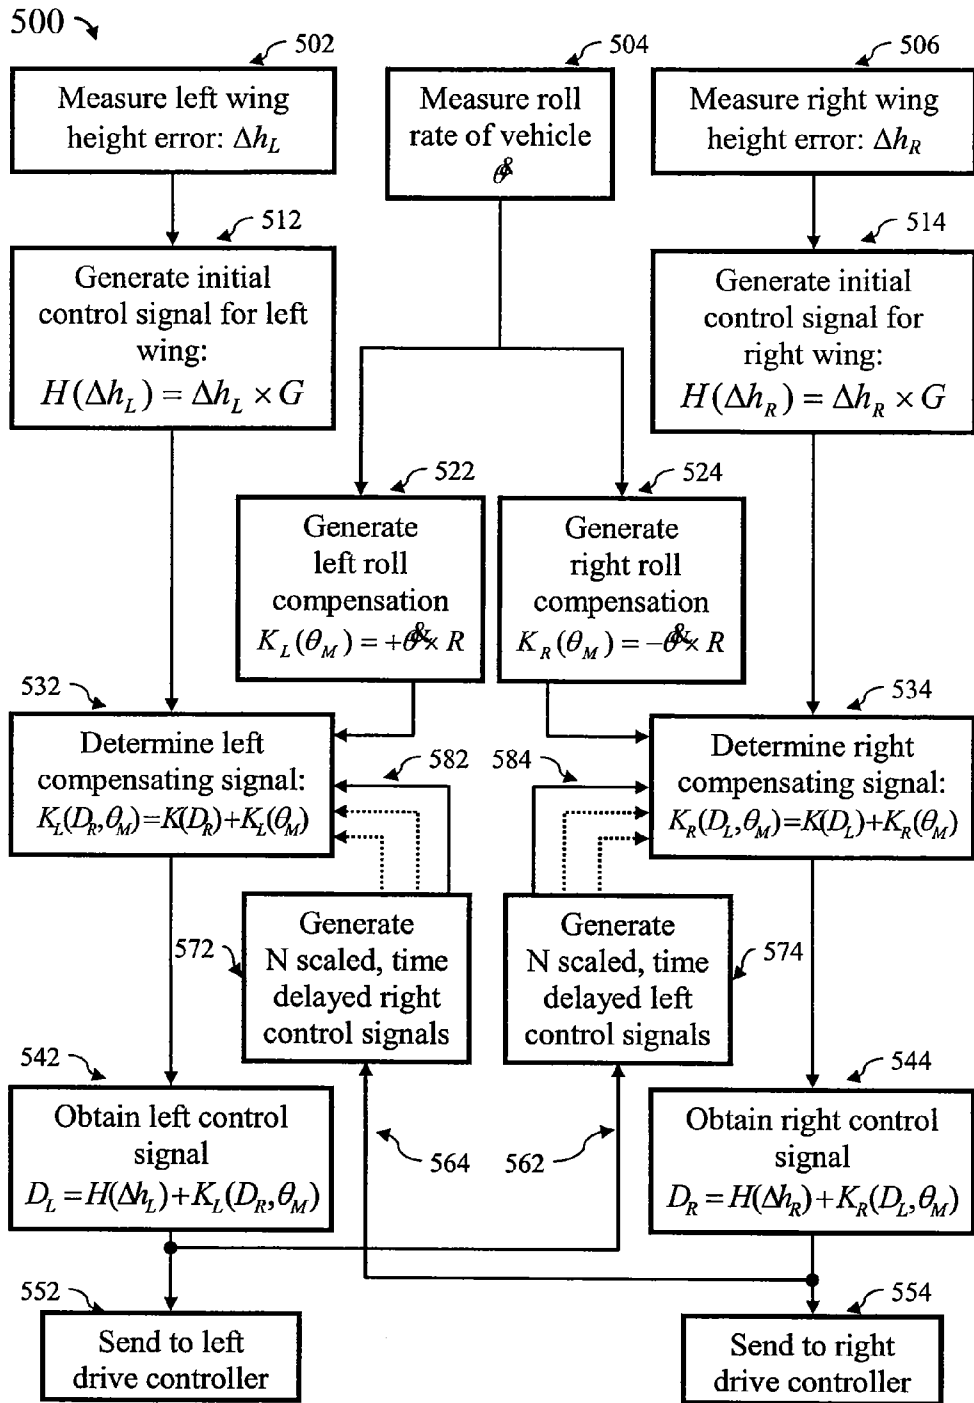 500
502
Measure left wing
height error: Δh_L
504
Measure roll
rate of vehicle
θ&
506
Measure right wing
height error: Δh_R
512
Generate initial
control signal for left
wing:
H(Δh_L) = Δh_L × G
514
Generate initial
control signal for
right wing:
H(Δh_R) = Δh_R × G
522
Generate
left roll
compensation
K_L(θ_M) = +θ& × R
524
Generate
right roll
compensation
K_R(θ_M) = −θ& × R
532
Determine left
compensating signal:
K_L(D_R,θ_M)=K(D_R)+K_L(θ_M)
534
Determine right
compensating signal:
K_R(D_L,θ_M)=K(D_L)+K_R(θ_M)
582
584
572
Generate
N scaled, time
delayed right
control signals
574
Generate
N scaled, time
delayed left
control signals
542
Obtain left control
signal
D_L = H(Δh_L)+K_L(D_R,θ_M)
564
562
544
Obtain right control
signal
D_R = H(Δh_R)+K_R(D_L,θ_M)
552
Send to left
drive controller
554
Send to right
drive controller